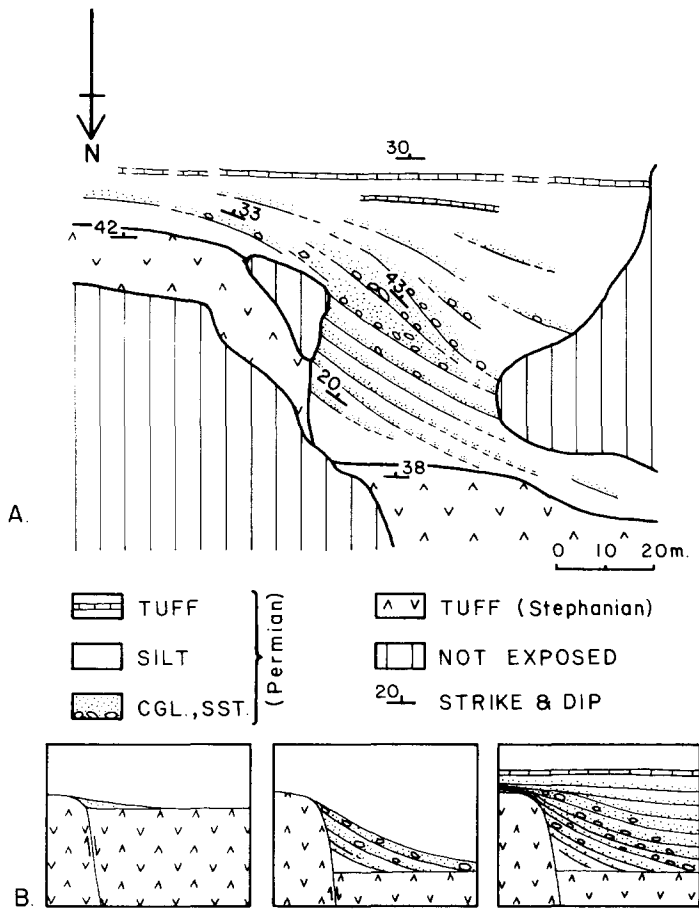 N
30
33
42
43
20
38
A.
0 10 20m.
TUFF
SILT
CGL., SST.
(Permian)
TUFF (Stephanian)
NOT EXPOSED
20 STRIKE & DIP
B.